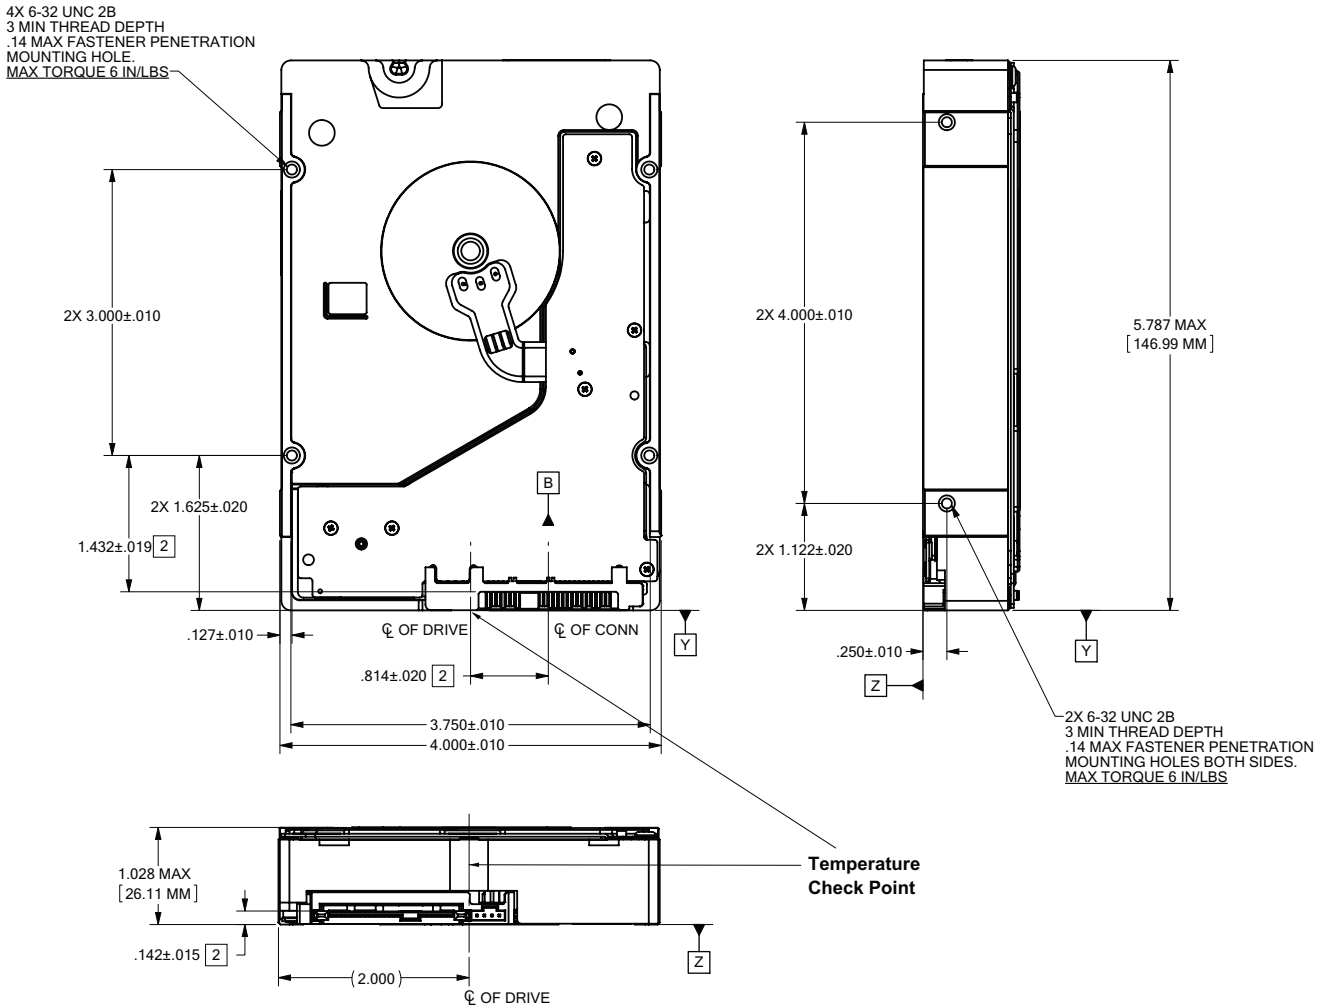 4X 6-32 UNC 2B
3 MIN THREAD DEPTH
.14 MAX FASTENER PENETRATION
MOUNTING HOLE.
MAX TORQUE 6 IN/LBS
2X 3.000±.010
2X 1.625±.020
1.432±.019 2
B
.127±.010
℄ OF DRIVE
℄ OF CONN
Y
.814±.020 2
3.750±.010
4.000±.010
2X 4.000±.010
5.787 MAX
[146.99 MM]
2X 1.122±.020
.250±.010
Y
Z
2X 6-32 UNC 2B
3 MIN THREAD DEPTH
.14 MAX FASTENER PENETRATION
MOUNTING HOLES BOTH SIDES.
MAX TORQUE 6 IN/LBS
1.028 MAX
[26.11 MM]
Temperature
Check Point
.142±.015 2
(2.000)
Z
℄ OF DRIVE